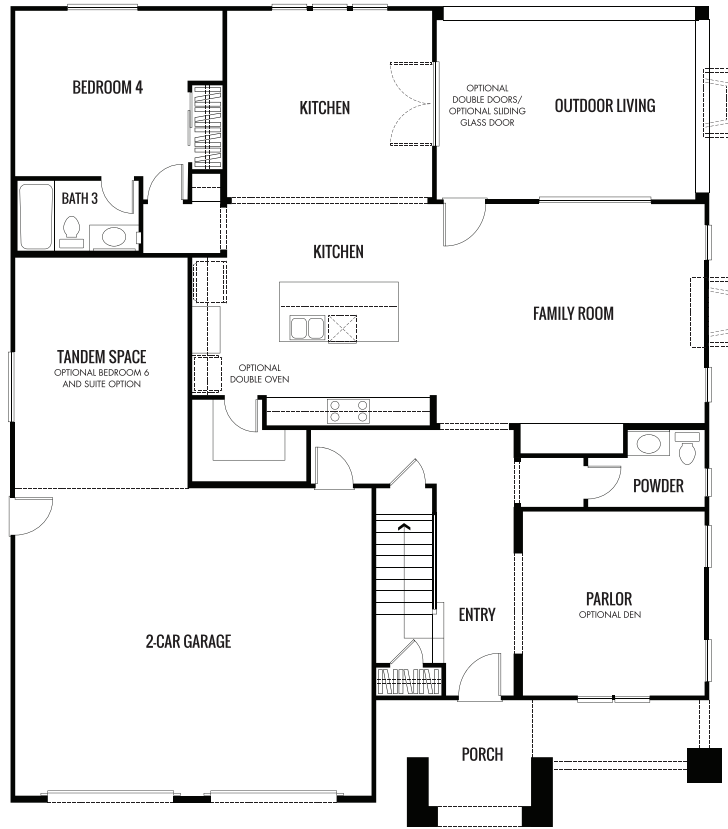 BEDROOM 4
KITCHEN
OPTIONAL
DOUBLE DOORS/
OPTIONAL SLIDING
GLASS DOOR
OUTDOOR LIVING
BATH 3
KITCHEN
FAMILY ROOM
TANDEM SPACE
OPTIONAL BEDROOM 6
AND SUITE OPTION
OPTIONAL
DOUBLE OVEN
POWDER
PARLOR
OPTIONAL DEN
ENTRY
2-CAR GARAGE
PORCH